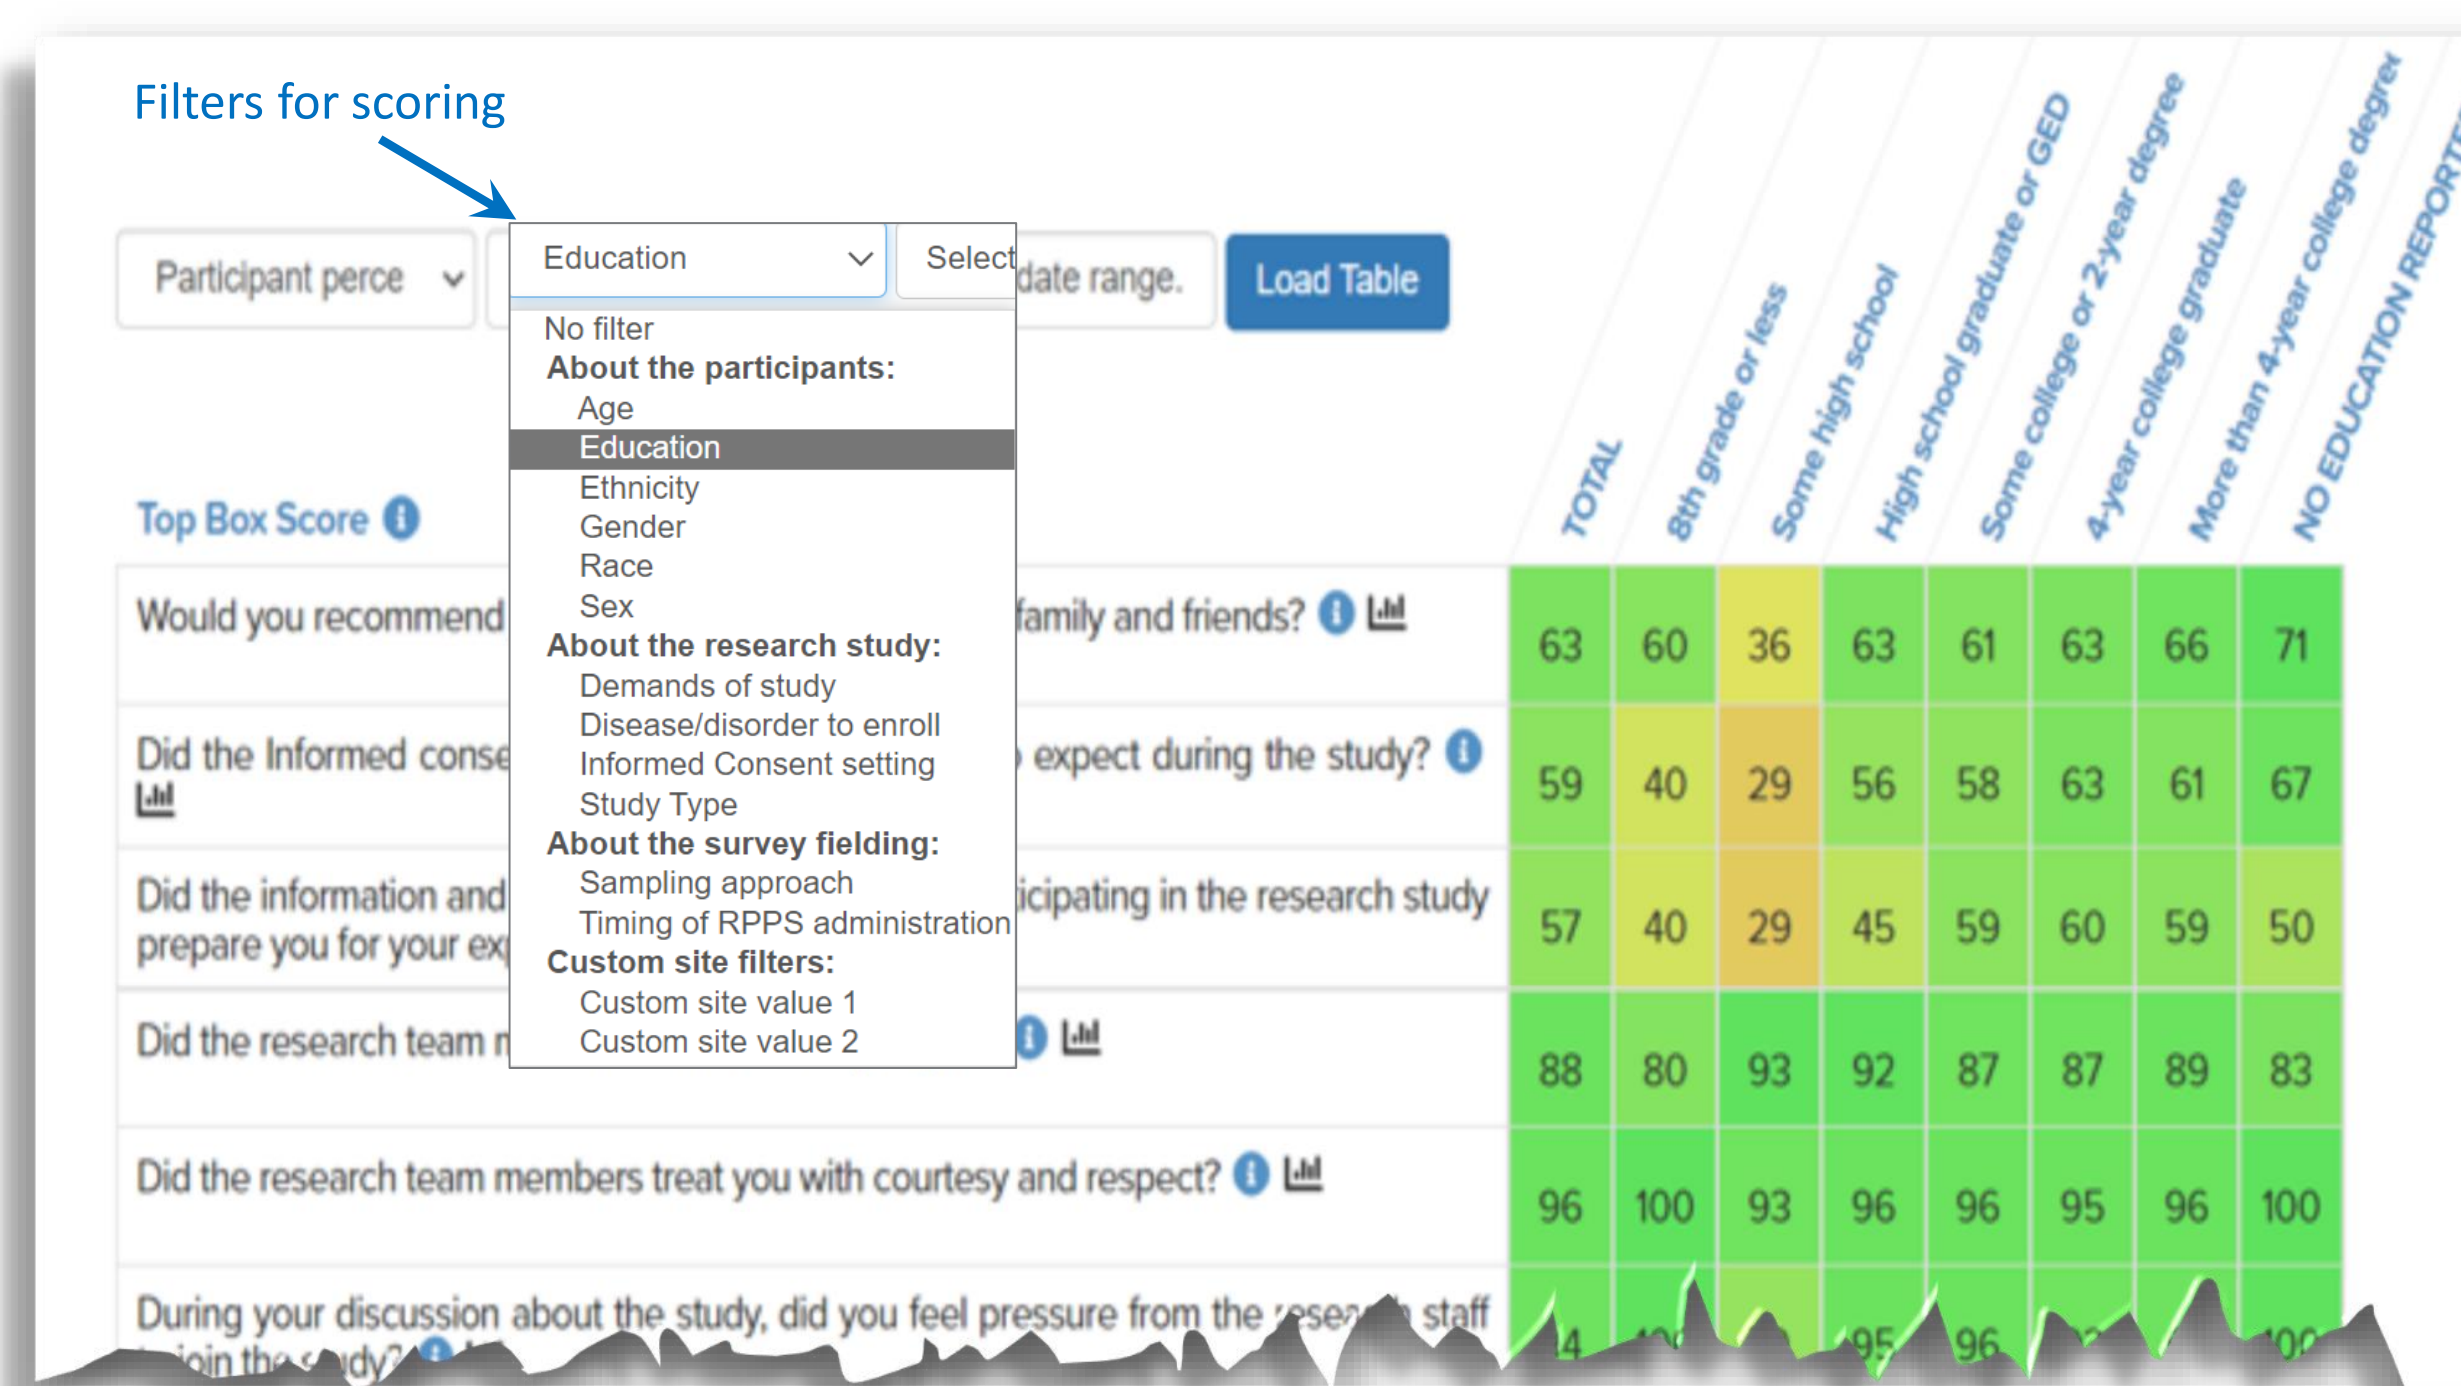 Filters for scoring
Participant perce
Education
Select
date range.
Load Table
No filter
About the participants:
Age
Education
Ethnicity
Gender
Race
Sex
About the research study:
Demands of study
Disease/disorder to enroll
Informed Consent setting
Study Type
About the survey fielding:
Sampling approach
Timing of RPPS administration
Custom site filters:
Custom site value 1
Custom site value 2
Top Box Score
TOTAL
8th grade or less
Some high school
High school graduate or GED
Some college or 2-year degree
4-year college graduate
More than 4-year college degree
NO EDUCATION REPORTE
Would you recommend
family and friends?
63 60 36 63 61 63 66 71
Did the Informed conse
expect during the study?
59 40 29 56 58 63 61 67
Did the information and
icipating in the research study
prepare you for your exp
57 40 29 45 59 60 59 50
Did the research team
88 80 93 92 87 87 89 83
Did the research team members treat you with courtesy and respect?
96 100 93 96 96 95 96 100
During your discussion about the study, did you feel pressure from the research staff
join the study?
95 96 100